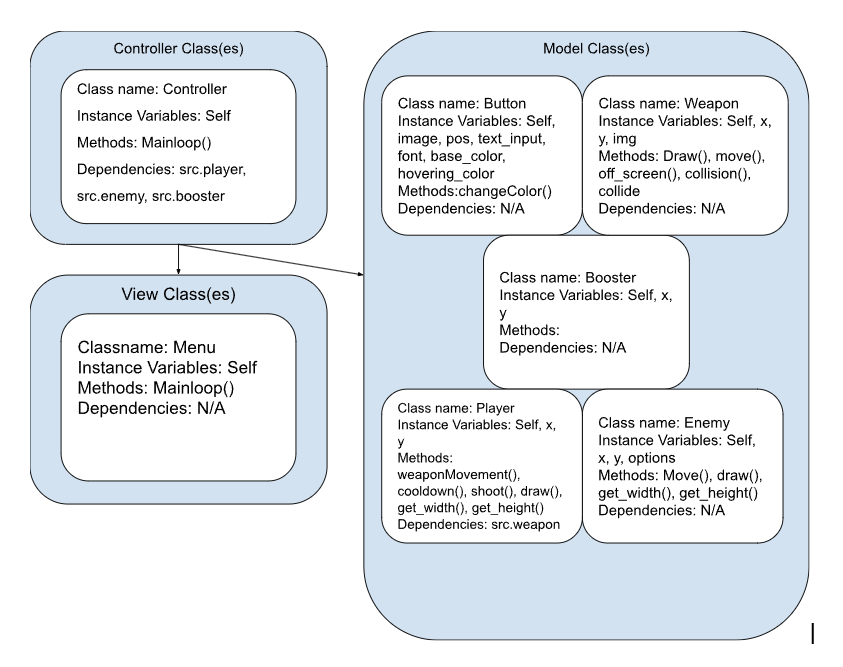 Controller Class(es)
Class name: Controller
Instance Variables: Self
Methods: Mainloop()
Dependencies: src.player,
src.enemy, src.booster
View Class(es)
Classname: Menu
Instance Variables: Self
Methods: Mainloop()
Dependencies: N/A
Model Class(es)
Class name: Button
Instance Variables: Self,
image, pos, text_input,
font, base_color,
hovering_color
Methods:changeColor()
Dependencies: N/A
Class name: Weapon
Instance Variables: Self, x,
y, img
Methods: Draw(), move(),
off_screen(), collision(),
collide
Dependencies: N/A
Class name: Booster
Instance Variables: Self, x,
y
Methods:
Dependencies: N/A
Class name: Player
Instance Variables: Self, x,
y
Methods:
weaponMovement(),
cooldown(), shoot(), draw(),
get_width(), get_height()
Dependencies: src.weapon
Class name: Enemy
Instance Variables: Self,
x, y, options
Methods: Move(), draw(),
get_width(), get_height()
Dependencies: N/A